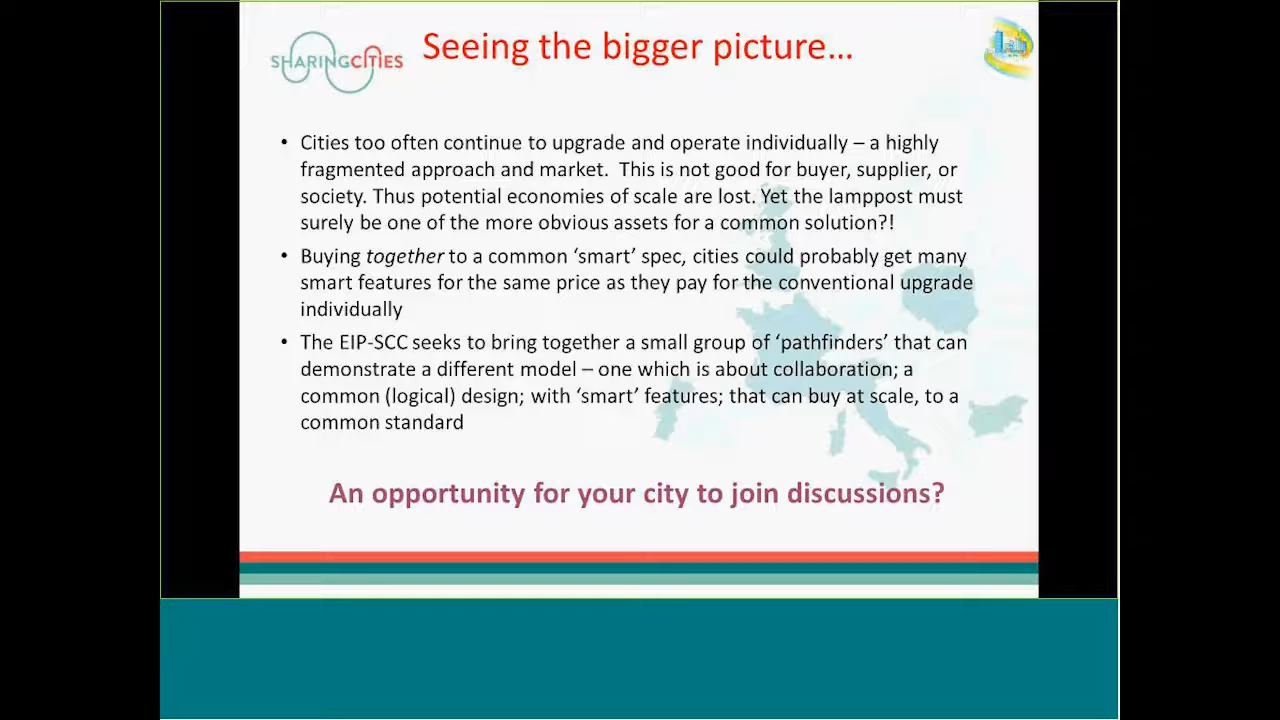 SHARINGCITIES
Seeing the bigger picture…
• Cities too often continue to upgrade and operate individually – a highly
fragmented approach and market.  This is not good for buyer, supplier, or
society. Thus potential economies of scale are lost. Yet the lamppost must
surely be one of the more obvious assets for a common solution?!
• Buying together to a common ‘smart’ spec, cities could probably get many
smart features for the same price as they pay for the conventional upgrade
individually
• The EIP-SCC seeks to bring together a small group of ‘pathfinders’ that can
demonstrate a different model – one which is about collaboration; a
common (logical) design; with ‘smart’ features; that can buy at scale, to a
common standard
An opportunity for your city to join discussions?